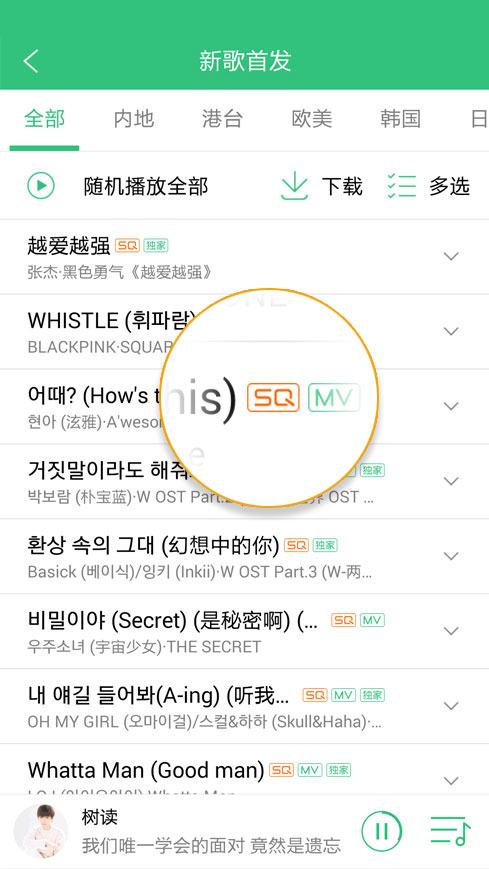 新歌首发
全部 内地 港台 欧美 韩国 日
随机播放全部 下载 多选
越爱越强 SQ 独家
张杰·黑色勇气《越爱越强》
WHISTLE (휘파람)
BLACKPINK·SQUAR
어때? (How's this) SQ MV
현아 (泫雅)·A'wesome
거짓말이라도 해줘 独家
박보람 (朴宝蓝)·W OST Part.2 OST ...
환상 속의 그대 (幻想中的你) SQ 独家
Basick (베이식)/잉키 (Inkii)·W OST Part.3 (W-两...
비밀이야 (Secret) (是秘密啊) (... SQ MV
우주소녀 (宇宙少女)·THE SECRET
내 얘길 들어봐(A-ing) (听我... SQ MV 独家
OH MY GIRL (오마이걸)/스컬&하하 (Skull&Haha)·...
Whatta Man (Good man) SQ MV 独家
树读
我们唯一学会的面对 竟然是遗忘